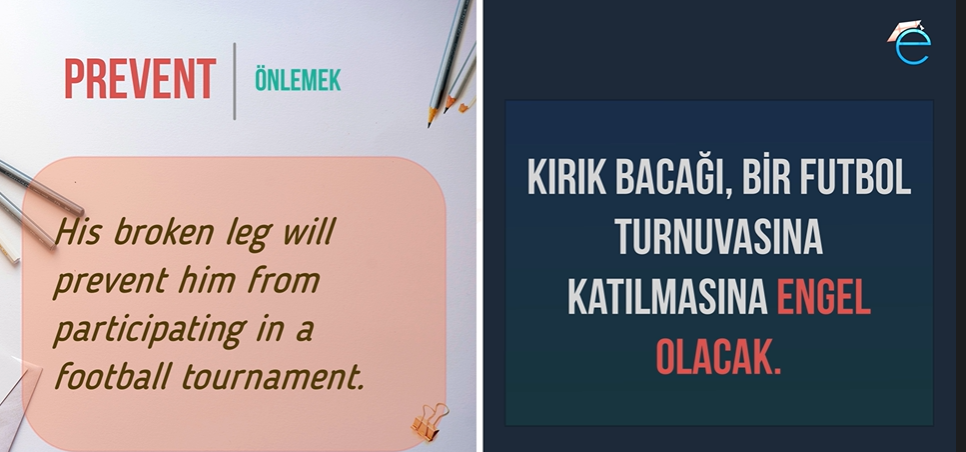 PREVENT
ÖNLEMEK
His broken leg will
prevent him from
participating in a
football tournament.
e
KIRIK BACAĞI, BİR FUTBOL
TURNUVASINA
KATILMASINA ENGEL
OLACAK.